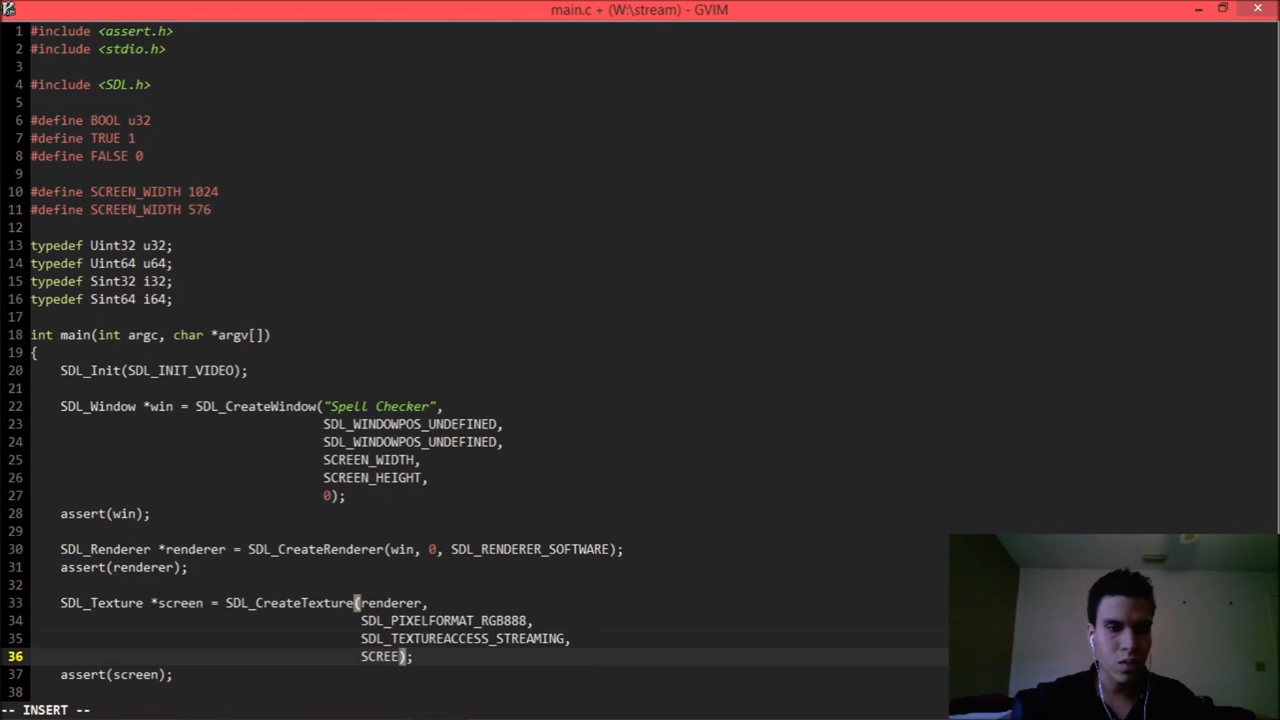 main.c + (W:\stream) - GVIM
1 #include <assert.h>
2 #include <stdio.h>
3
4 #include <SDL.h>
5
6 #define BOOL u32
7 #define TRUE 1
8 #define FALSE 0
9
10 #define SCREEN_WIDTH 1024
11 #define SCREEN_WIDTH 576
12
13 typedef Uint32 u32;
14 typedef Uint64 u64;
15 typedef Sint32 i32;
16 typedef Sint64 i64;
17
18 int main(int argc, char *argv[])
19 {
20     SDL_Init(SDL_INIT_VIDEO);
21
22     SDL_Window *win = SDL_CreateWindow("Spell Checker",
23                                        SDL_WINDOWPOS_UNDEFINED,
24                                        SDL_WINDOWPOS_UNDEFINED,
25                                        SCREEN_WIDTH,
26                                        SCREEN_HEIGHT,
27                                        0);
28     assert(win);
29
30     SDL_Renderer *renderer = SDL_CreateRenderer(win, 0, SDL_RENDERER_SOFTWARE);
31     assert(renderer);
32
33     SDL_Texture *screen = SDL_CreateTexture(renderer,
34                                             SDL_PIXELFORMAT_RGB888,
35                                             SDL_TEXTUREACCESS_STREAMING,
36                                             SCREE);
37     assert(screen);
38
-- INSERT --